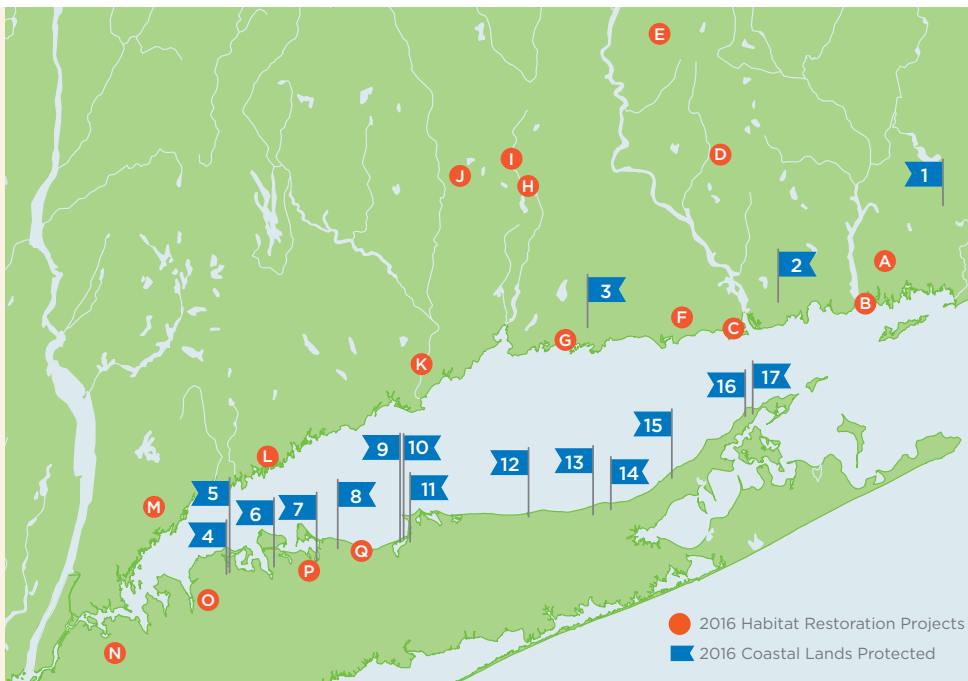 E
D
I
J
H
1
A
2
3
B
F
C
G
K
17
16
15
9
10
L
12
13
14
11
5
8
7
6
M
4
Q
P
O
N
2016 Habitat Restoration Projects
2016 Coastal Lands Protected